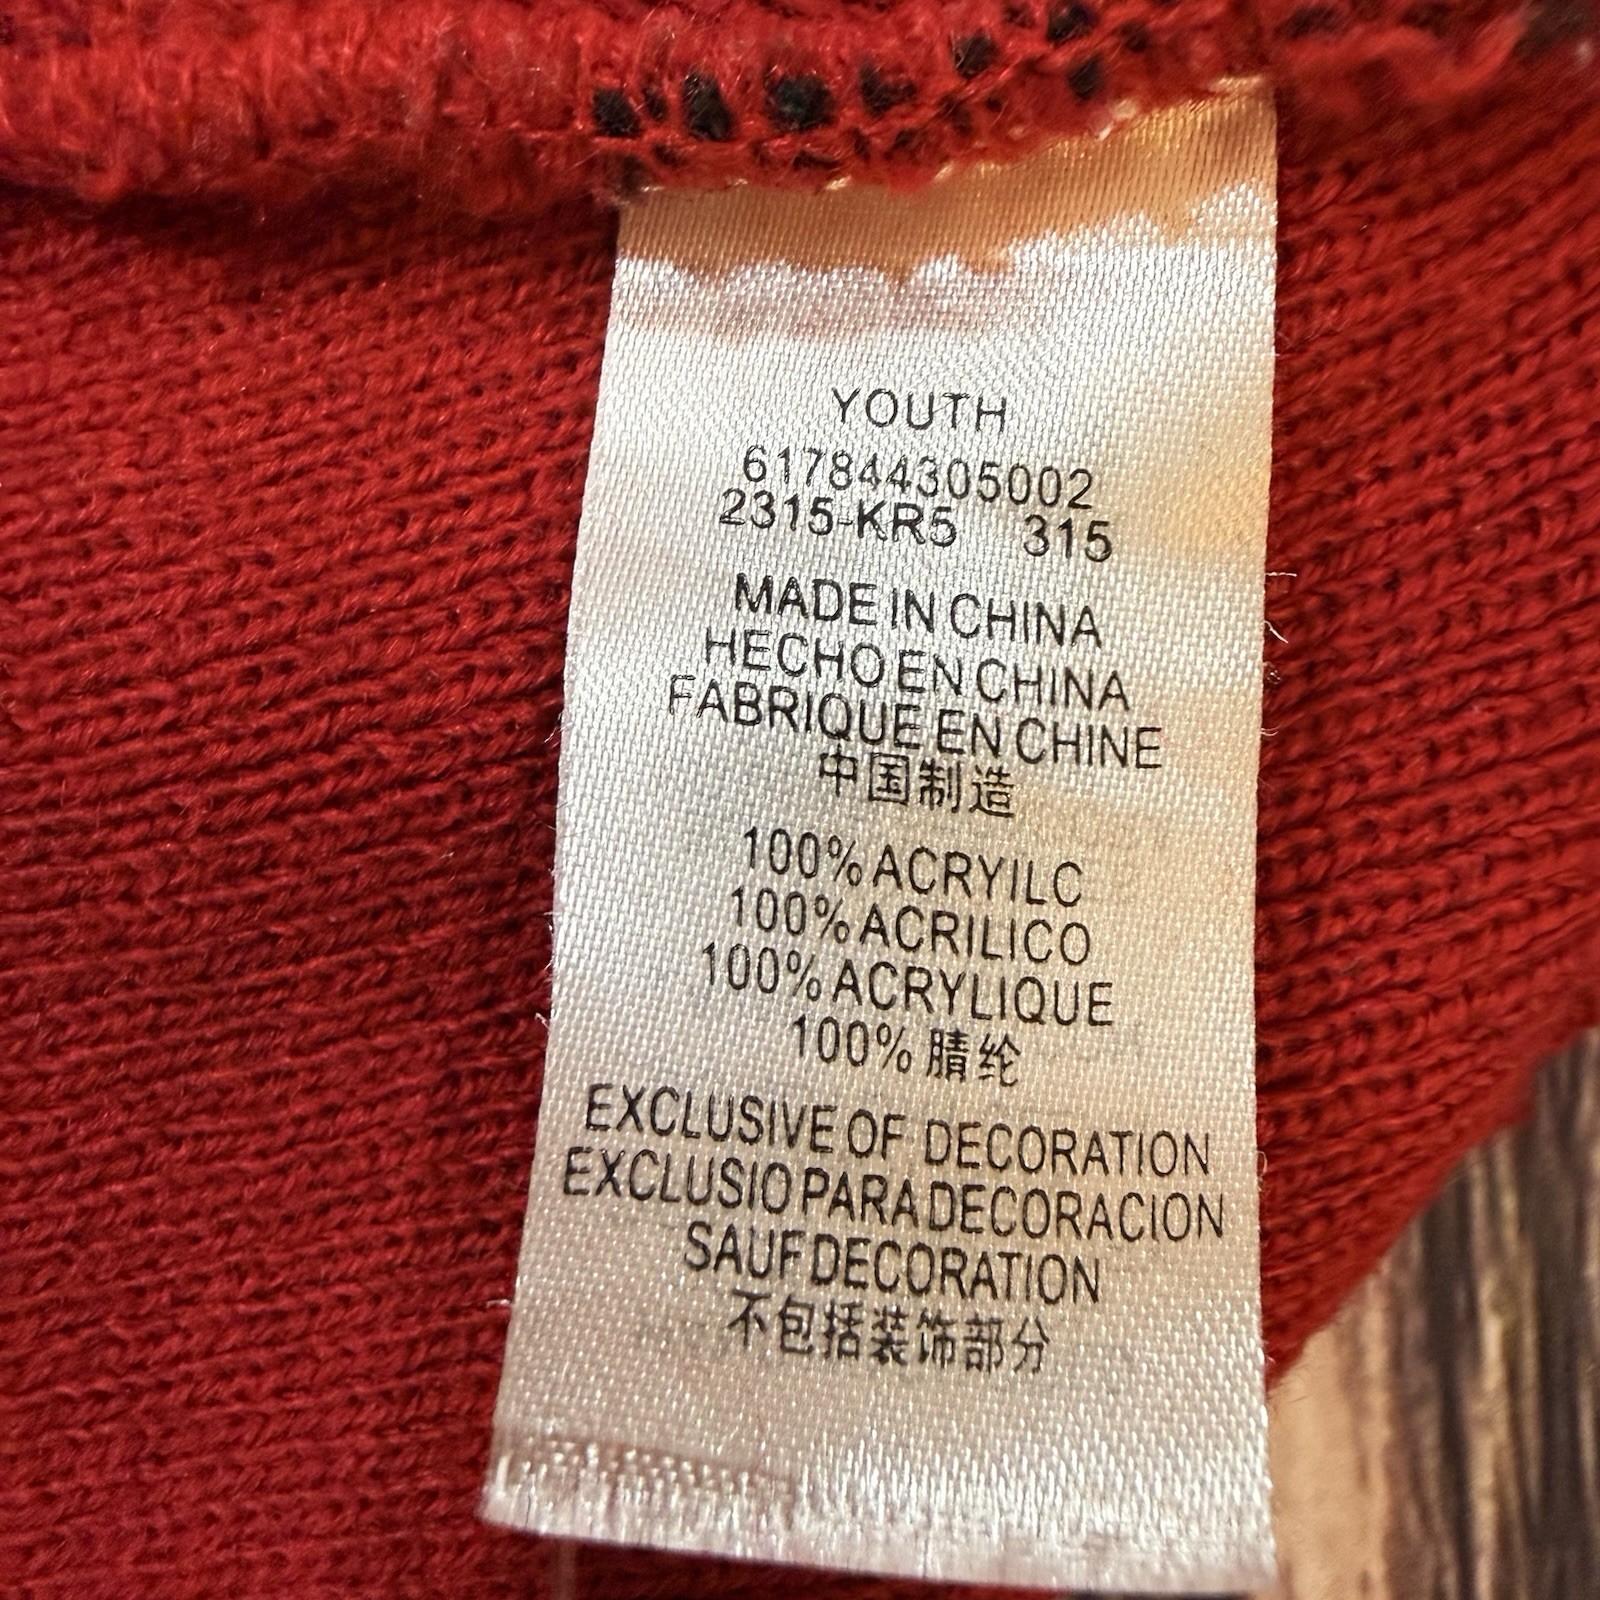 YOUTH
617844305002
2315-KR5 315
MADE IN CHINA
HECHO EN CHINA
FABRIQUE EN CHINE
中国制造
100% ACRYILC
100% ACRILICO
100% ACRYLIQUE
100% 腈纶
EXCLUSIVE OF DECORATION
EXCLUSIO PARA DECORACION
SAUF DECORATION
不包括装饰部分